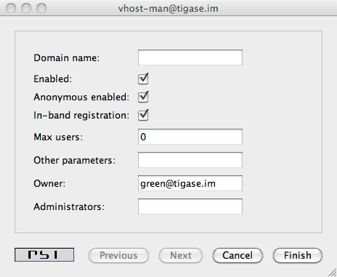 vhost-man@tigase.im
Domain name:
Enabled:
Anonymous enabled:
In-band registration:
Max users: 0
Other parameters:
Owner: green@tigase.im
Administrators:
PSI Previous Next Cancel Finish